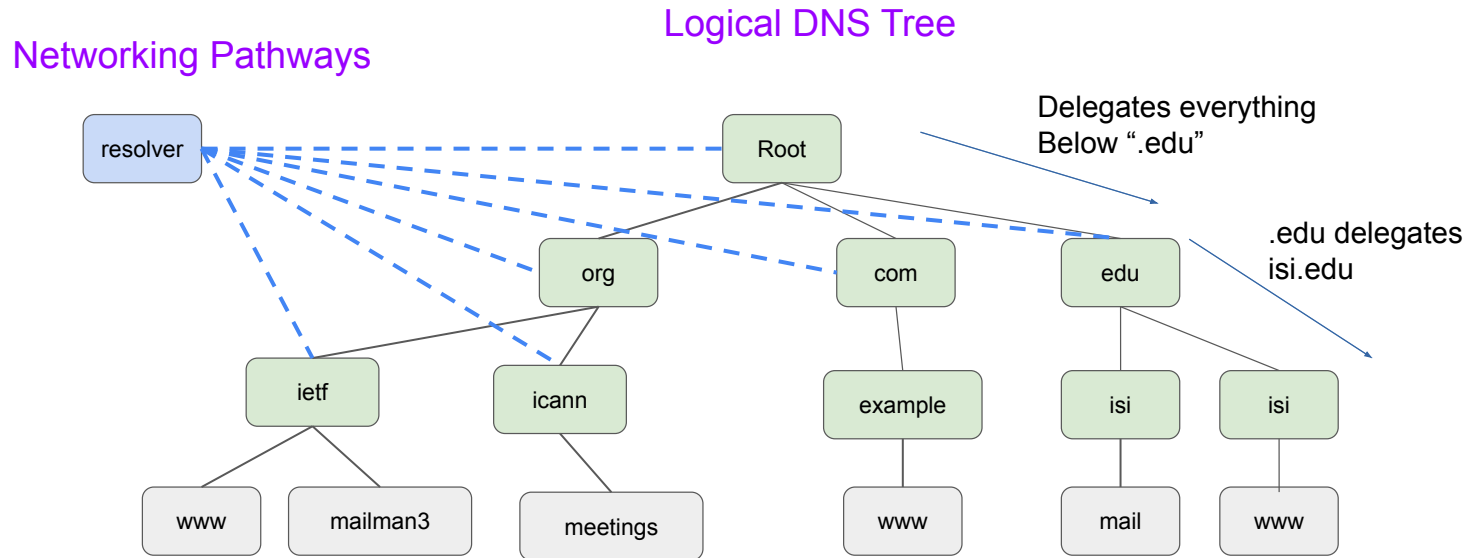 Logical DNS Tree
Networking Pathways
Delegates everything
Below “.edu”
resolver
Root
.edu delegates
isi.edu
org
com
edu
ietf
icann
example
isi
isi
www
mailman3
meetings
www
mail
www